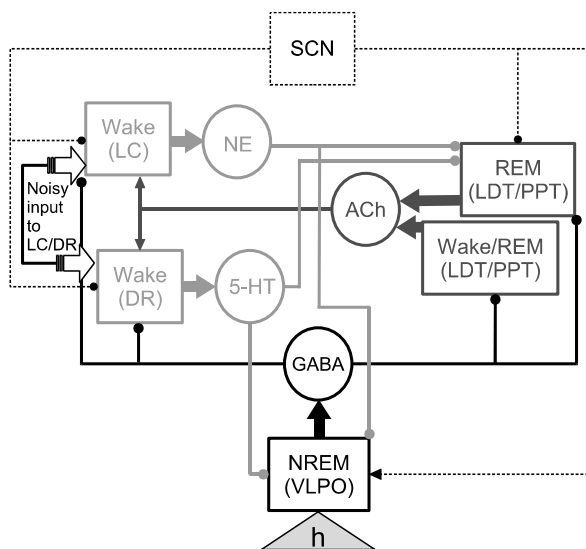 SCN
Wake
(LC)
NE
REM
(LDT/PPT)
Noisy
input
to
LC/DR
ACh
Wake/REM
(LDT/PPT)
Wake
(DR)
5-HT
GABA
NREM
(VLPO)
h